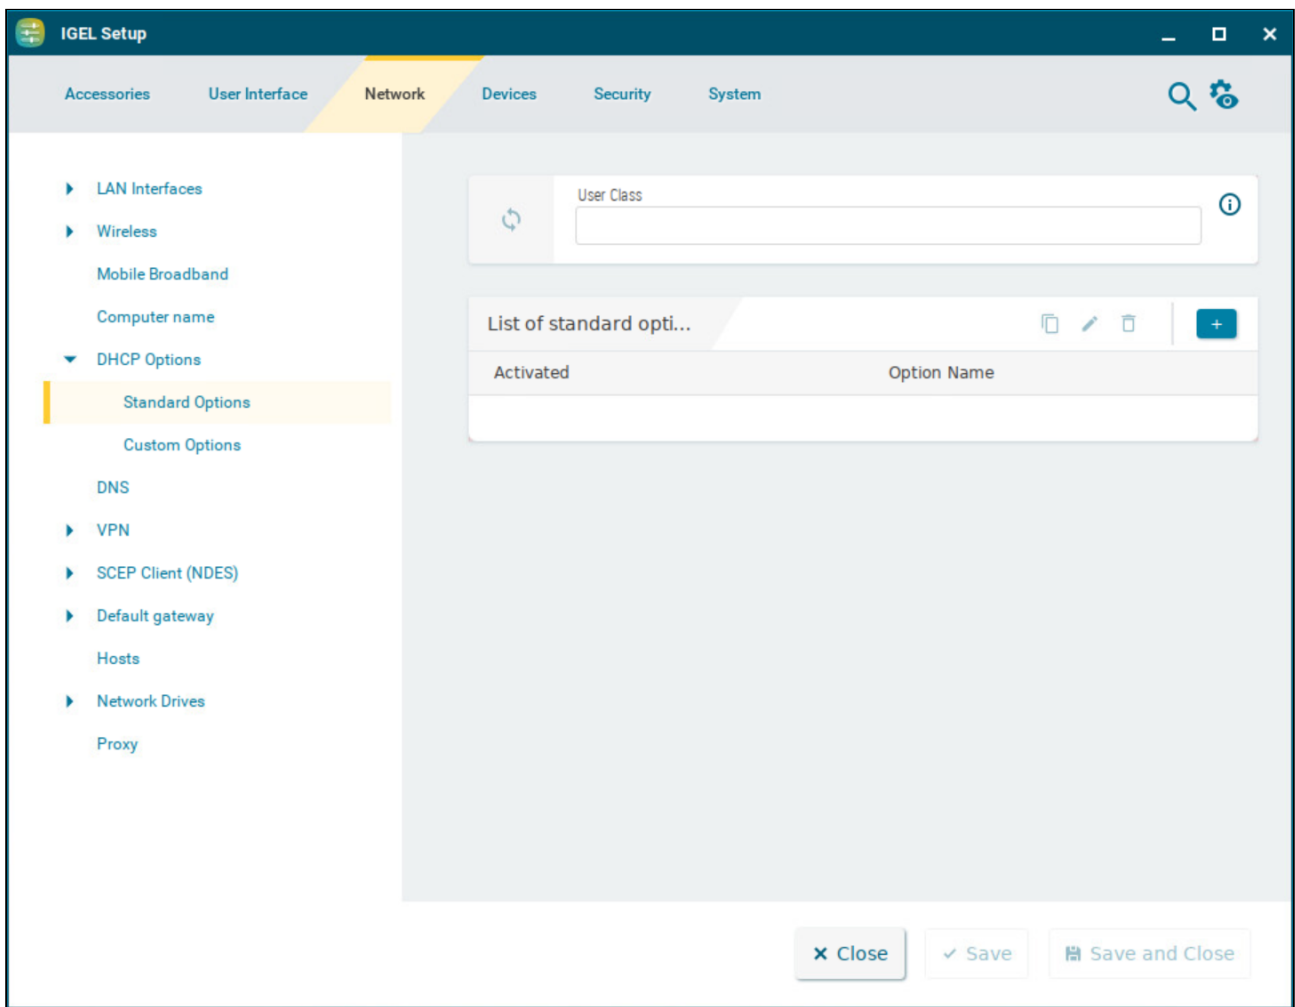 IGEL Setup
Accessories
User Interface
Network
Devices
Security
System
LAN Interfaces
Wireless
Mobile Broadband
Computer name
DHCP Options
Standard Options
Custom Options
DNS
VPN
SCEP Client (NDES)
Default gateway
Hosts
Network Drives
Proxy
User Class
List of standard opti...
Activated
Option Name
Close
Save
Save and Close